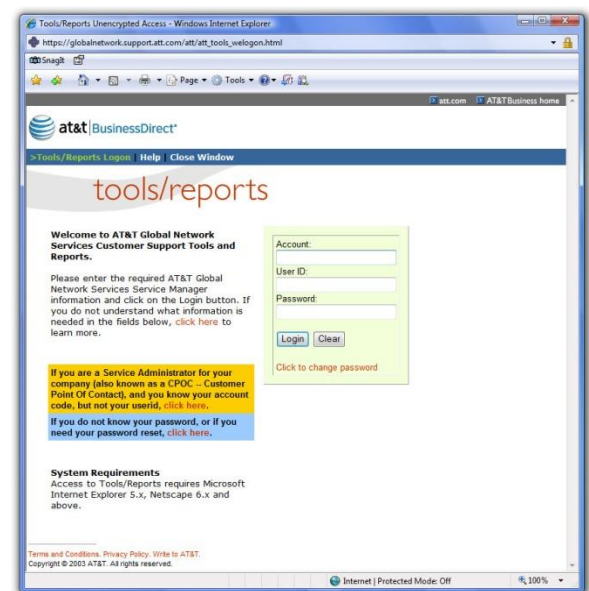 Tools/Reports Unencrypted Access - Windows Internet Explorer
https://globalnetwork.support.att.com/att/att_tools_welogon.html
SnagIt
Page Tools
att.com AT&T Business home
at&t BusinessDirect
>Tools/Reports Logon | Help | Close Window
tools/reports
Welcome to AT&T Global Network
Services Customer Support Tools and
Reports.
Please enter the required AT&T Global
Network Services Service Manager
information and click on the Login button. If
you do not understand what information is
needed in the fields below, click here to
learn more.
Account:
User ID:
Password:
Login Clear
Click to change password
If you are a Service Administrator for your
company (also known as a CPOC -- Customer
Point Of Contact), and you know your account
code, but not your userid, click here.
If you do not know your password, or if you
need your password reset, click here.
System Requirements
Access to Tools/Reports requires Microsoft
Internet Explorer 5.x, Netscape 6.x and
above.
Terms and Conditions. Privacy Policy. Write to AT&T.
Copyright © 2003 AT&T. All rights reserved.
Internet | Protected Mode: Off 100%